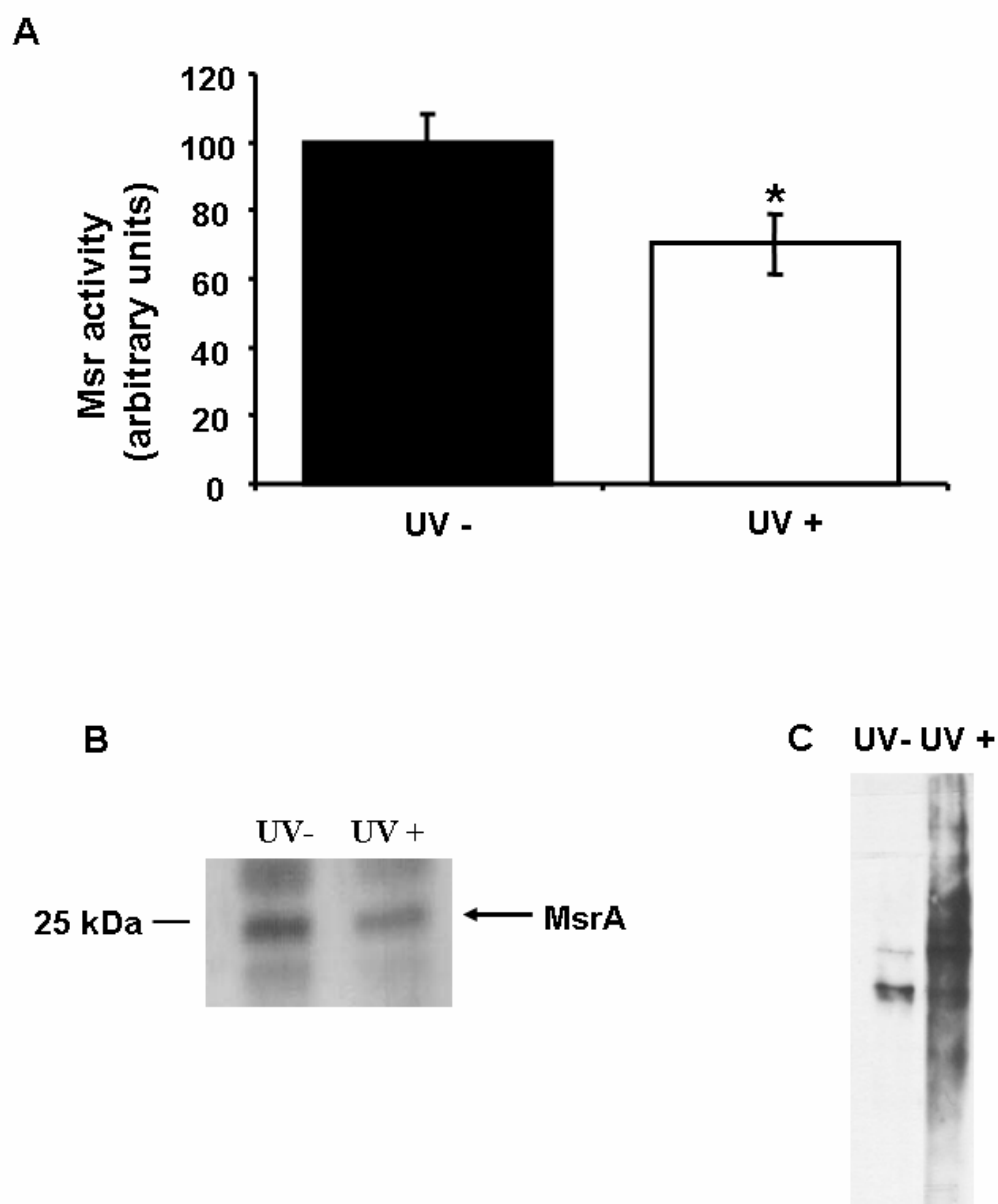 A
120
100
80
60
40
20
0
Msr activity
(arbitrary units)
*
UV -
UV +
B
UV- UV +
25 kDa
MsrA
C
UV- UV +